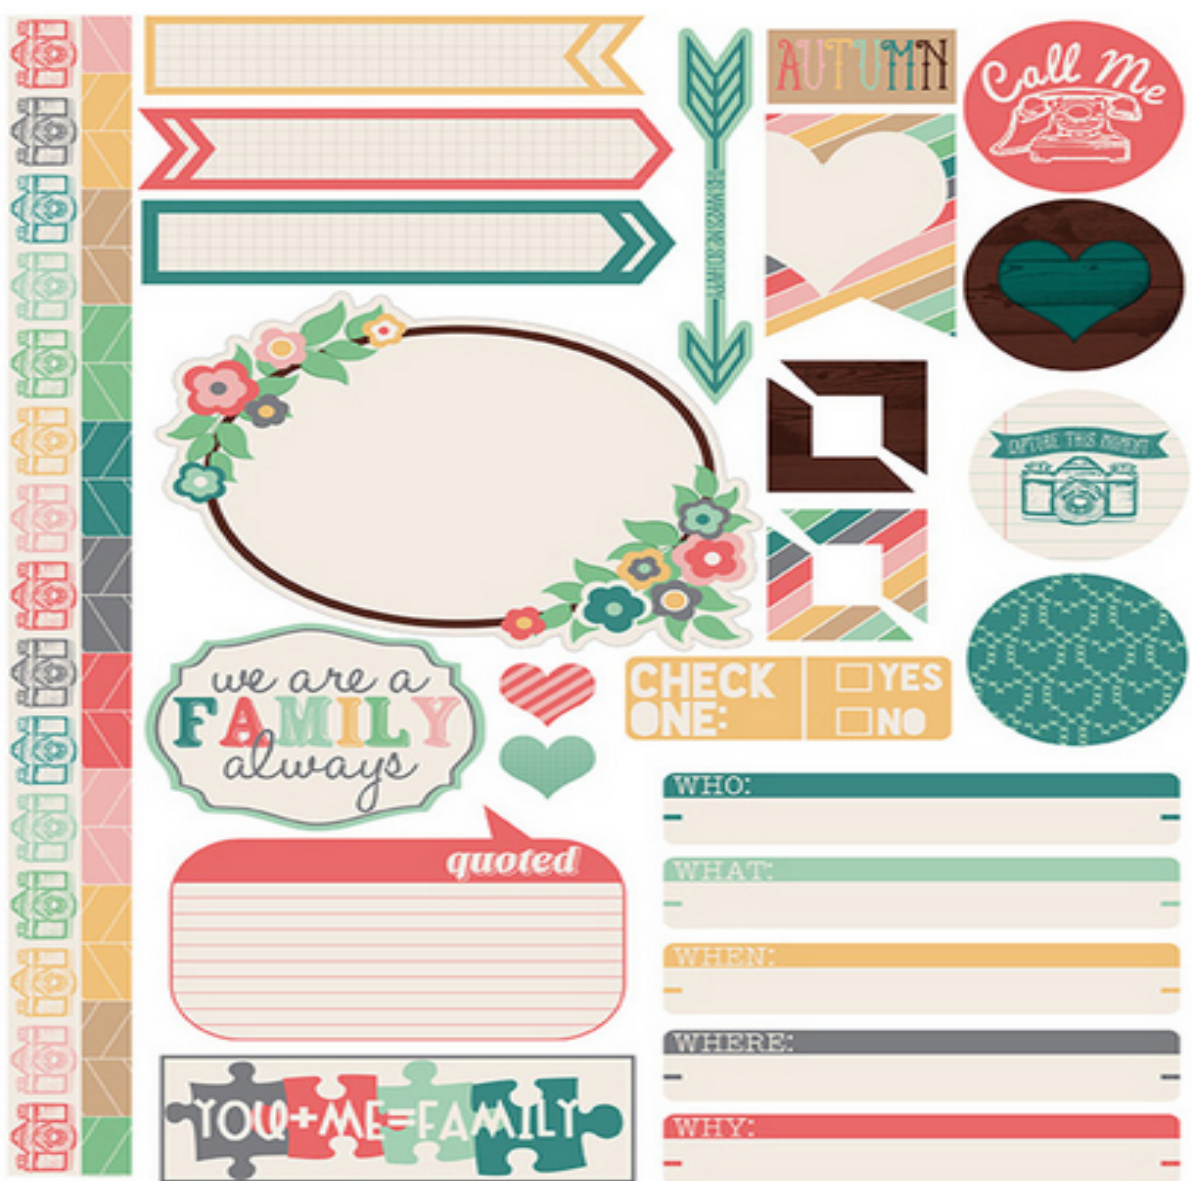 AUTUMN
Call Me
CAPTURE THIS MOMENT
we are a
FAMILY
always
CHECK
ONE:
YES
NO
quoted
WHO:
WHAT:
WHEN:
WHERE:
WHY:
YOU+ME=FAMILY